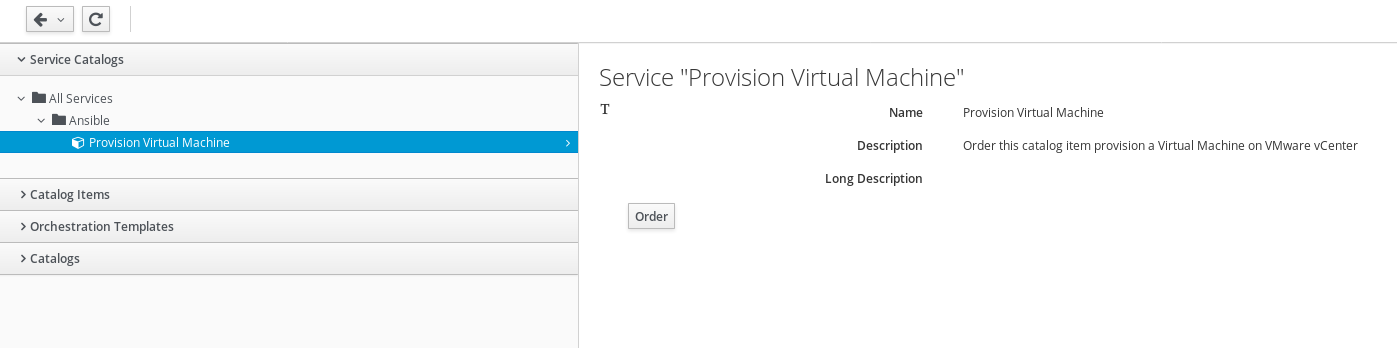 Service Catalogs
All Services
Ansible
Provision Virtual Machine
Catalog Items
Orchestration Templates
Catalogs
Service "Provision Virtual Machine"
T
Name Provision Virtual Machine
Description Order this catalog item provision a Virtual Machine on VMware vCenter
Long Description
Order